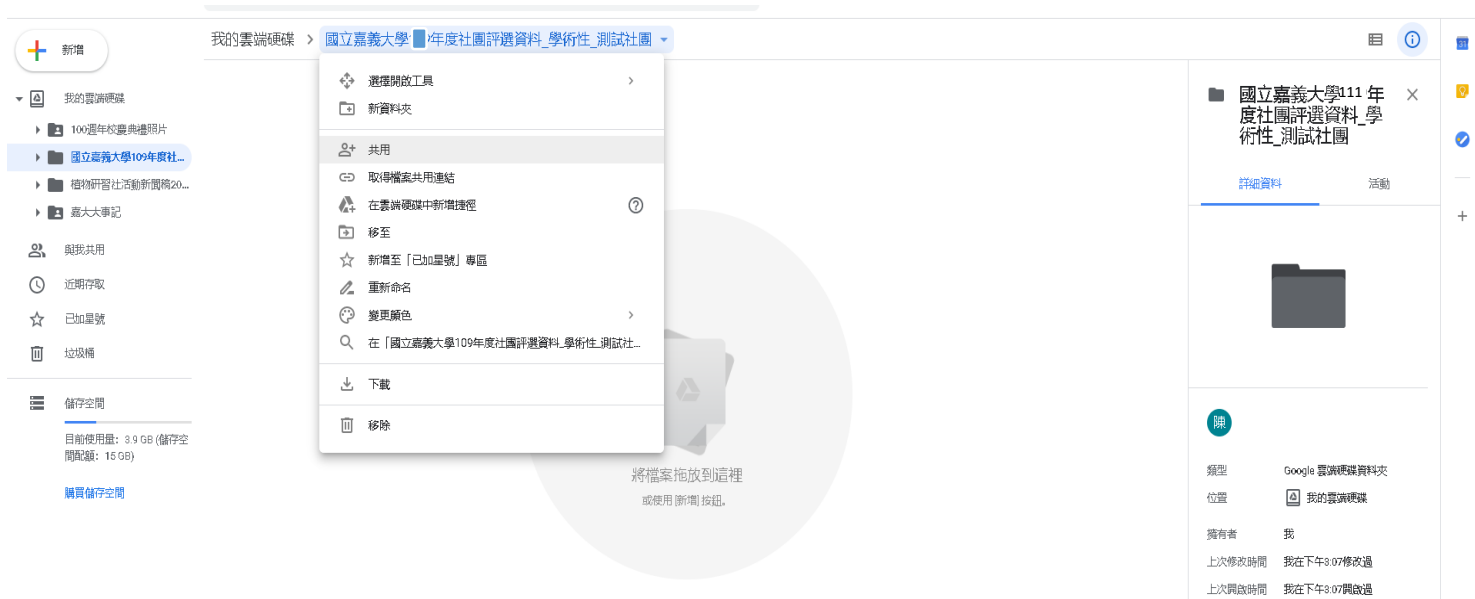 新增
我的雲端硬碟
100週年校慶典禮照片
國立嘉義大學109年度社...
植物研習社活動新聞稿20...
嘉大大事記
與我共用
近期存取
已加星號
垃圾桶
儲存空間
目前使用量：3.9 GB (儲存空
間配額：15 GB)
購買儲存空間
我的雲端硬碟 > 國立嘉義大學 年度社團評選資料_學術性_測試社團
選擇開啟工具
新資料夾
共用
取得檔案共用連結
在雲端硬碟中新增捷徑
移至
新增至「已加星號」專區
重新命名
變更顏色
在「國立嘉義大學109年度社團評選資料_學術性_測試社...
下載
移除
將檔案拖放到這裡
或使用 [新增] 按鈕。
國立嘉義大學111 年
度社團評選資料_學
術性_測試社團
詳細資料 活動
陳
類型 Google 雲端硬碟資料夾
位置 我的雲端硬碟
擁有者 我
上次修改時間 我在下午3:07修改過
上次開啟時間 我在下午3:07開啟過
31